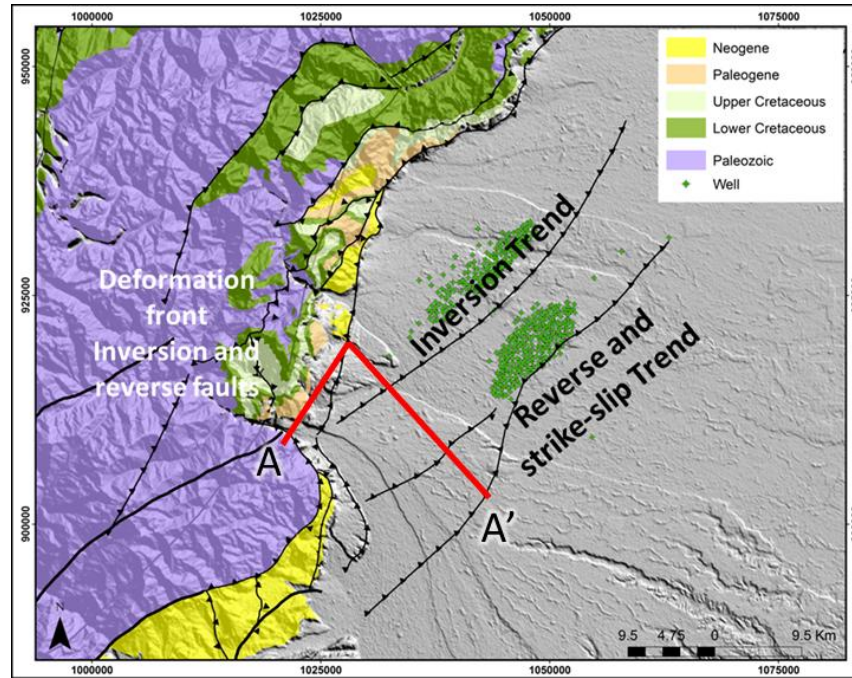 1000000 1025000 1050000 1075000
950000
925000
900000
Neogene
Paleogene
Upper Cretaceous
Lower Cretaceous
Paleozoic
Well
Inversion Trend
Deformation
front
Inversion and
reverse faults
Reverse and
strike-slip Trend
A
A'
N
9.5 4.75 0 9.5 Km
1000000 1025000 1050000 1075000